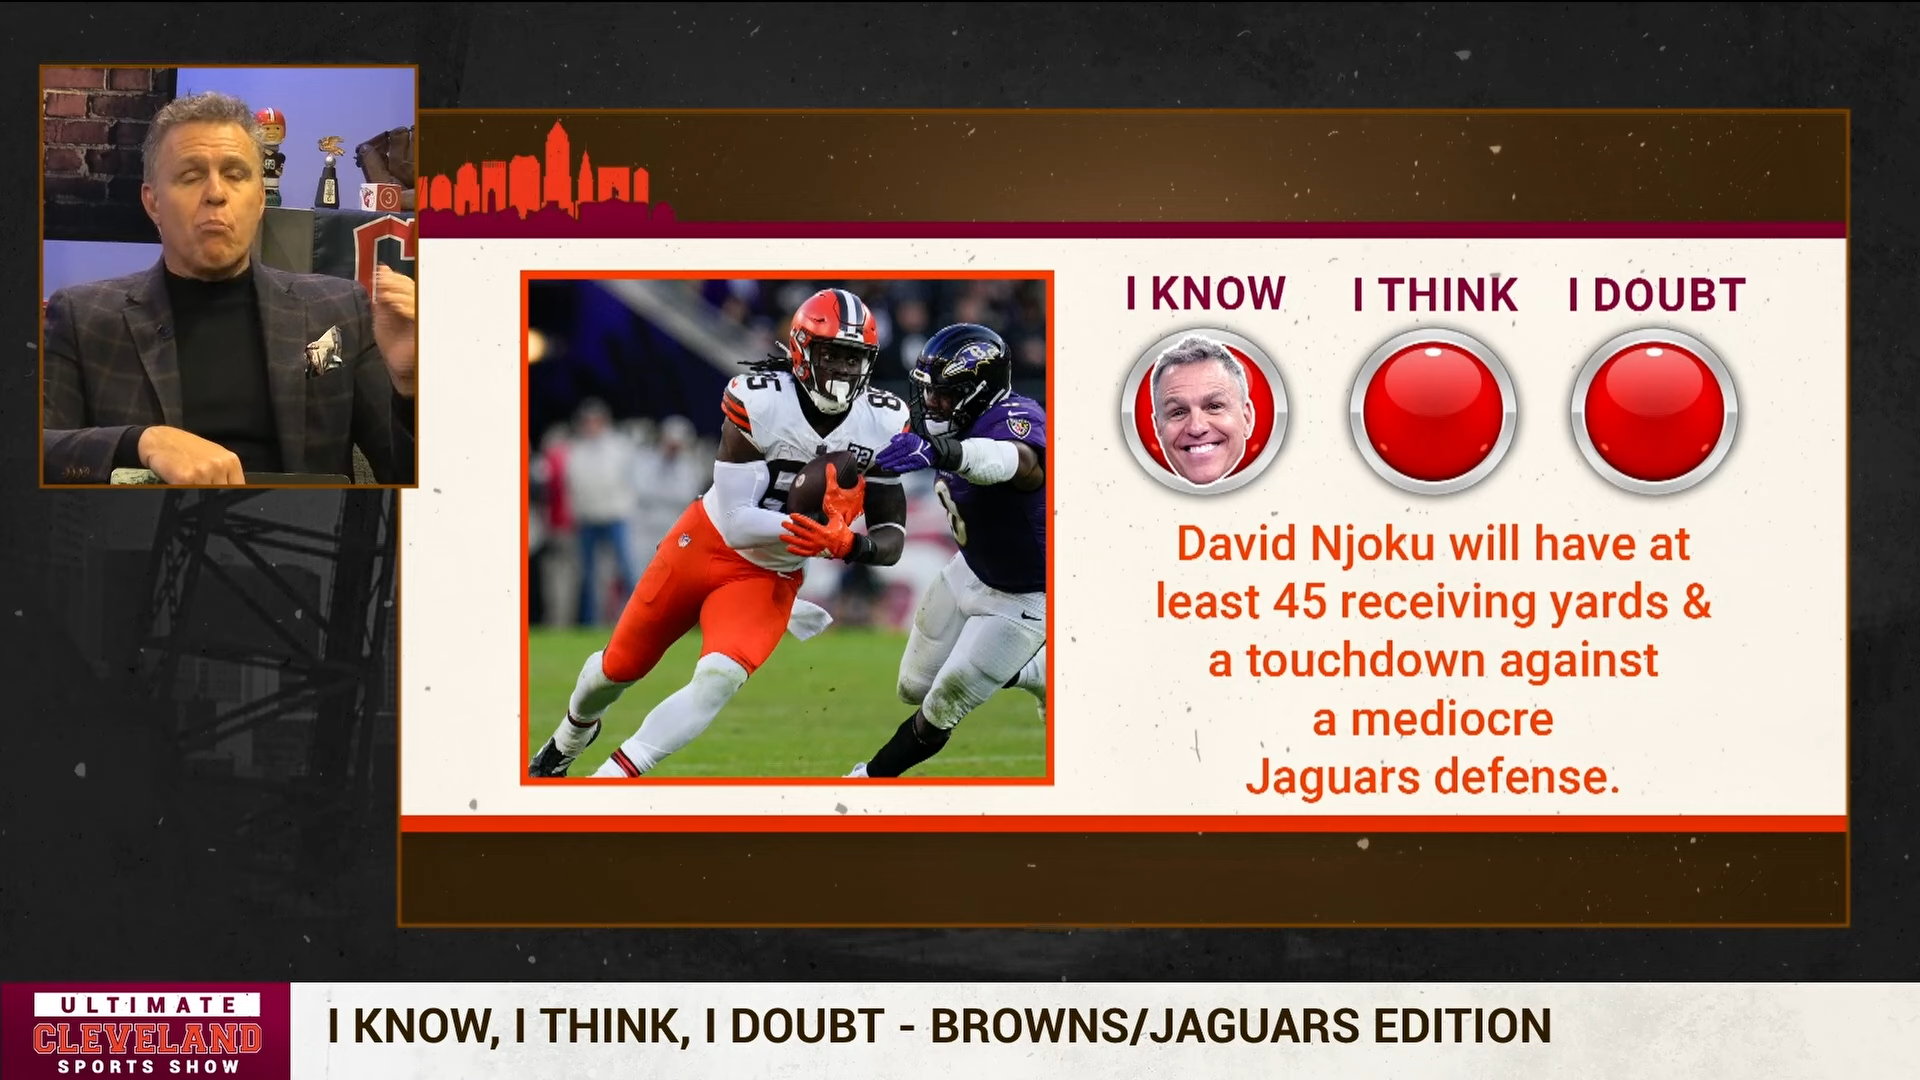 I KNOW
I THINK
I DOUBT
David Njoku will have at
least 45 receiving yards &
a touchdown against
a mediocre
Jaguars defense.
ULTIMATE
CLEVELAND
SPORTS SHOW
I KNOW, I THINK, I DOUBT - BROWNS/JAGUARS EDITION